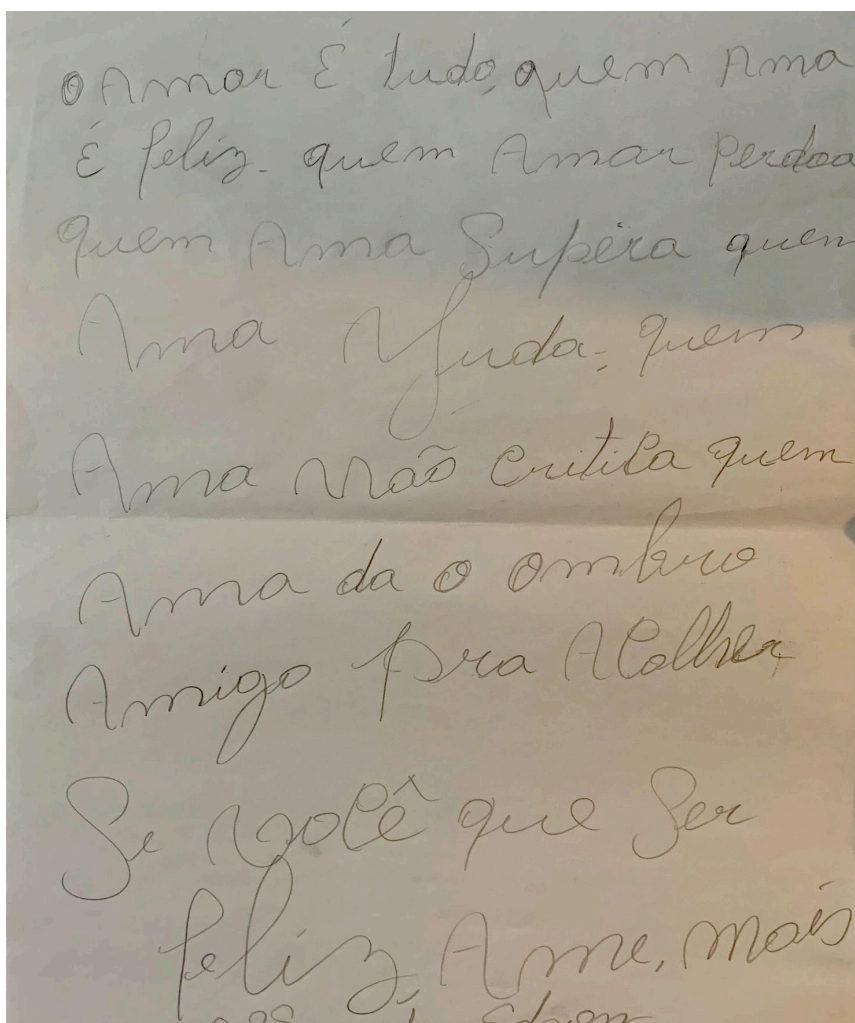 O Amor É tudo, quem Ama
É feliz. quem Amar Perdoa
quem Ama Supera quem
Ama Ajuda, quem
Ama não critica quem
Ama da o ombro
Amigo pra Acolher
Se você que Ser
feliz, Ame, mais